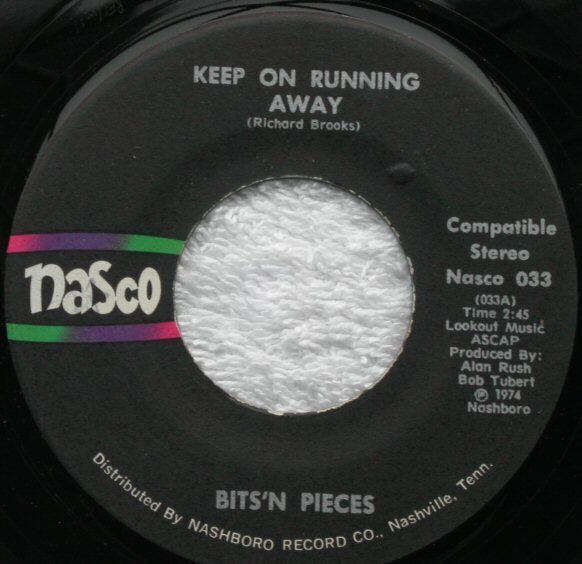 KEEP ON RUNNING
AWAY
(Richard Brooks)
nasco
Compatible
Stereo
Nasco 033
(033A)
Time 2:45
Lookout Music
ASCAP
Produced By:
Alan Rush
Bob Tubert
℗ 1974
Nashboro
BITS'N PIECES
Distributed By NASHBORO RECORD CO., Nashville, Tenn.